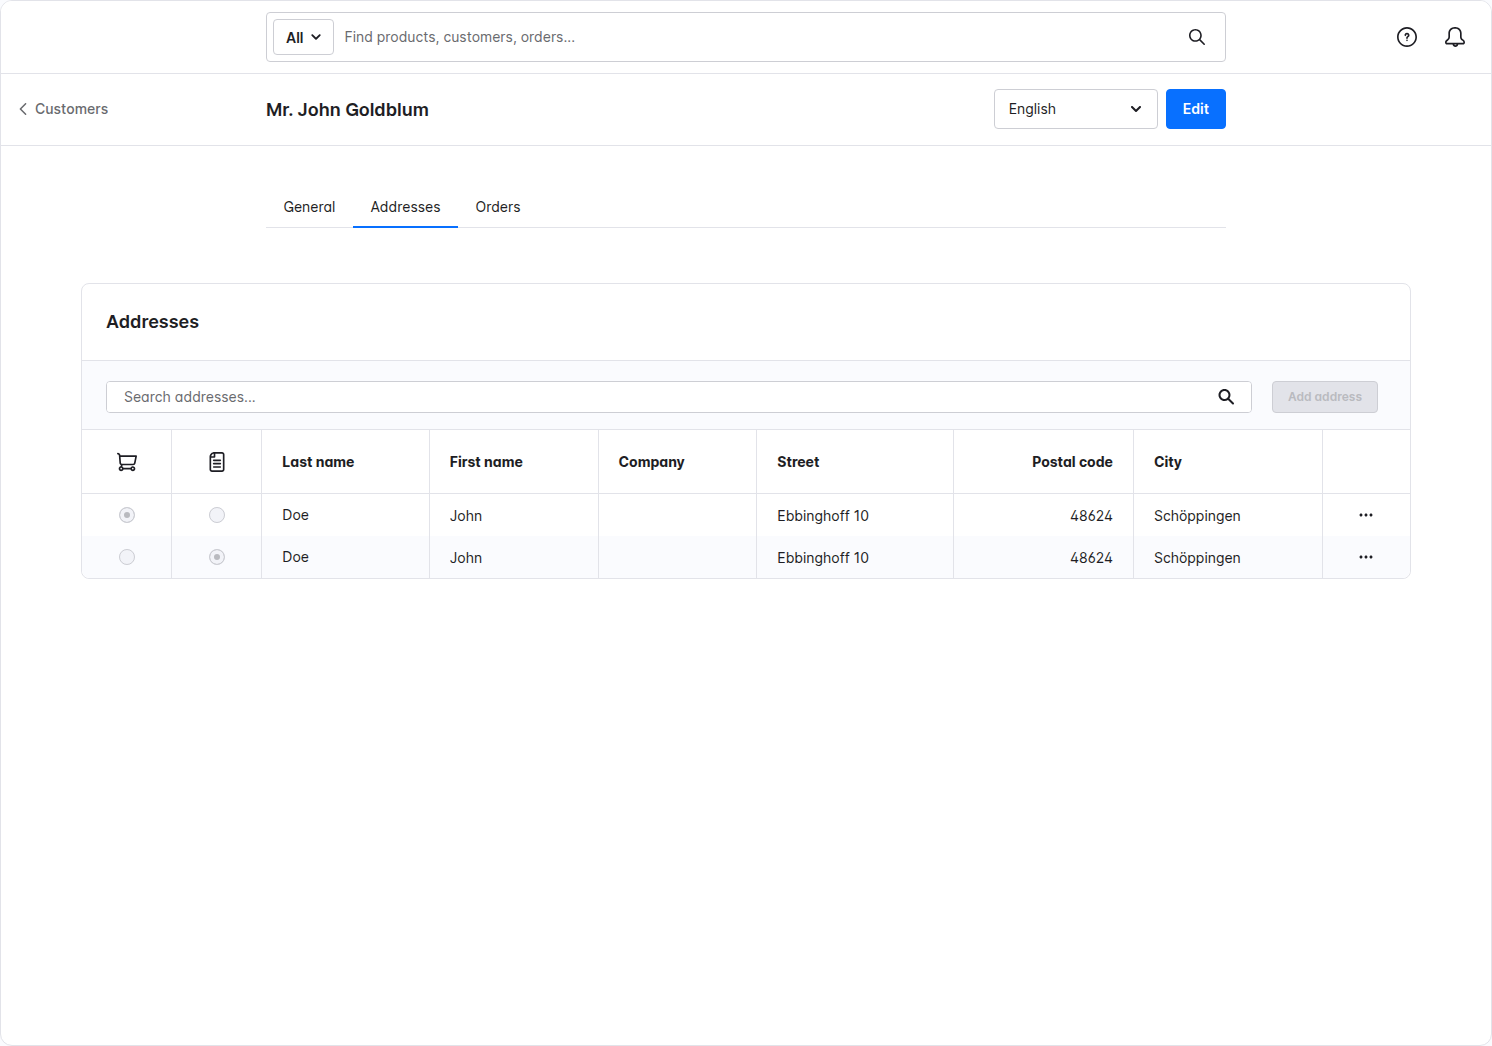 All
Find products, customers, orders...
Customers
Mr. John Goldblum
English
Edit
General Addresses Orders
Addresses
Search addresses...
Add address
Last name First name Company Street Postal code City
Doe John Ebbinghoff 10 48624 Schöppingen
Doe John Ebbinghoff 10 48624 Schöppingen